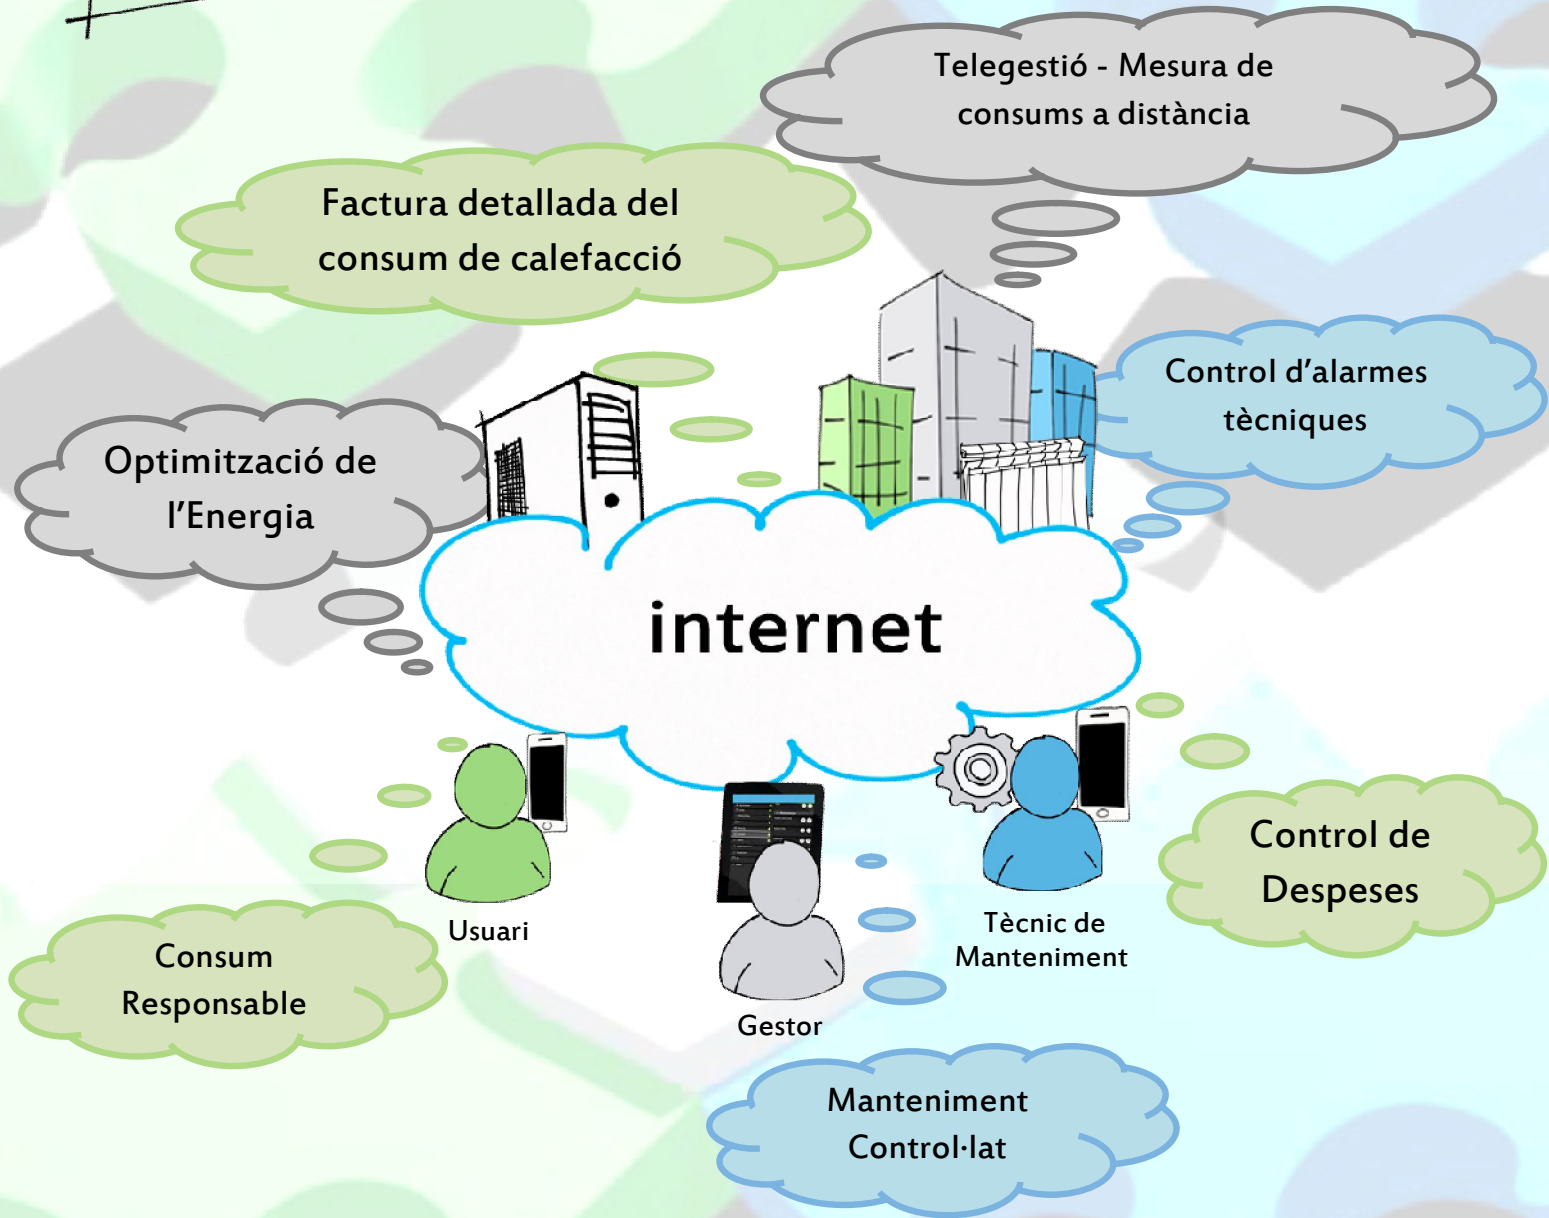 Telegestió - Mesura de
consums a distància
Factura detallada del
consum de calefacció
Control d'alarmes
tècniques
Optimització de
l'Energia
internet
Control de
Despeses
Usuari
Tècnic de
Manteniment
Consum
Responsable
Gestor
Manteniment
Control·lat